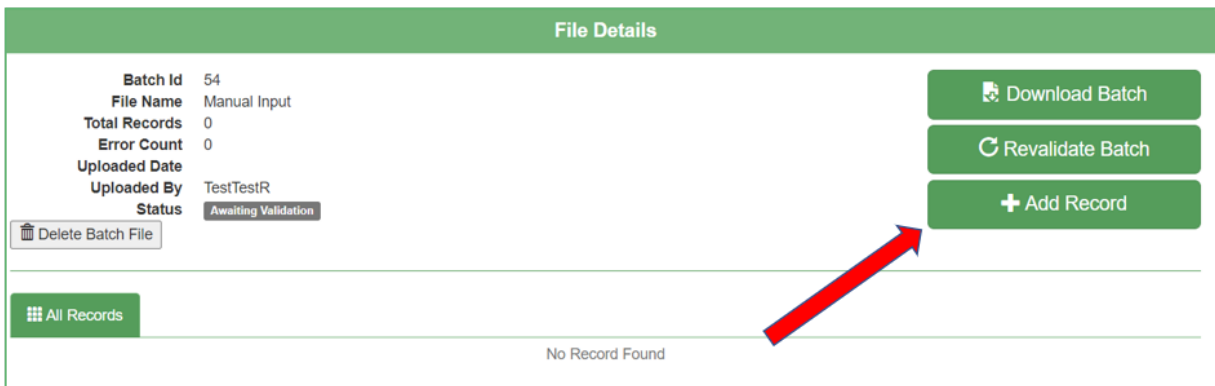 File Details
Batch Id 54
File Name Manual Input
Total Records 0
Error Count 0
Uploaded Date
Uploaded By TestTestR
Status Awaiting Validation
Delete Batch File
Download Batch
Revalidate Batch
Add Record
All Records
No Record Found